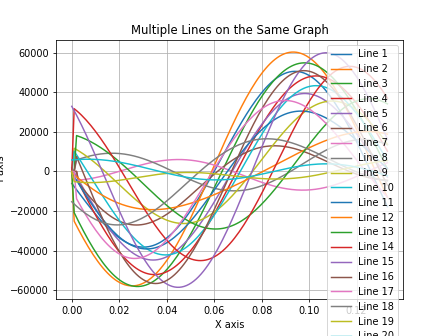 Multiple Lines on the Same Graph
60000
40000
20000
0
−20000
−40000
−60000
0.00 0.02 0.04 0.06 0.08 0.10
X axis
axis
Line 1
Line 2
Line 3
Line 4
Line 5
Line 6
Line 7
Line 8
Line 9
Line 10
Line 11
Line 12
Line 13
Line 14
Line 15
Line 16
Line 17
Line 18
Line 19
Line 20